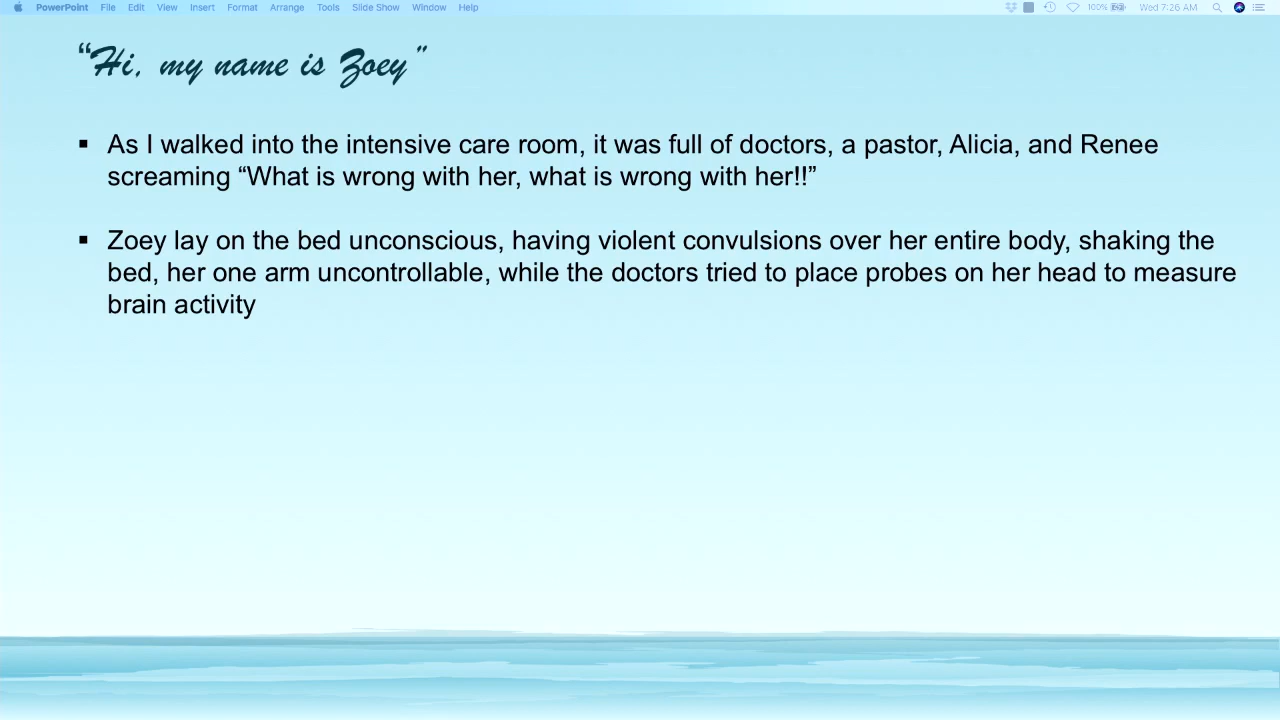 PowerPoint File Edit View Insert Format Arrange Tools Slide Show Window Help 100% Wed 7:26 AM
“Hi, my name is Zoey”
▪ As I walked into the intensive care room, it was full of doctors, a pastor, Alicia, and Renee
screaming “What is wrong with her, what is wrong with her!!”
▪ Zoey lay on the bed unconscious, having violent convulsions over her entire body, shaking the
bed, her one arm uncontrollable, while the doctors tried to place probes on her head to measure
brain activity